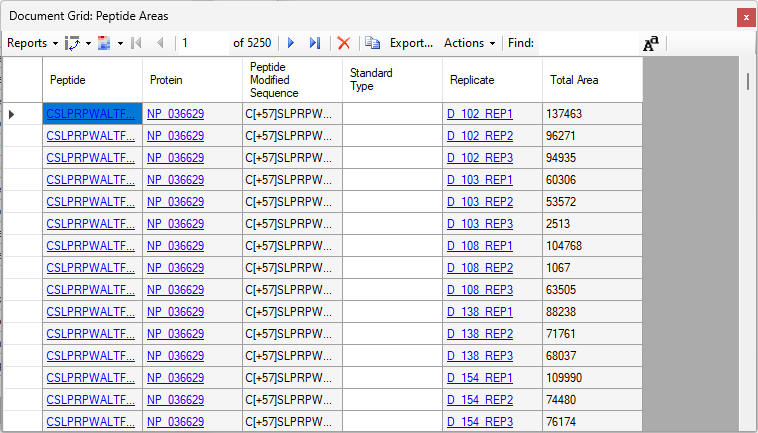 Document Grid: Peptide Areas
Reports 1 of 5250 Export... Actions Find: Aa
Peptide Protein Peptide Modified Sequence Standard Type Replicate Total Area
CSLPRPWALTF... NP_036629 C[+57]SLPRPW... D_102_REP1 137463
CSLPRPWALTF... NP_036629 C[+57]SLPRPW... D_102_REP2 96271
CSLPRPWALTF... NP_036629 C[+57]SLPRPW... D_102_REP3 94935
CSLPRPWALTF... NP_036629 C[+57]SLPRPW... D_103_REP1 60306
CSLPRPWALTF... NP_036629 C[+57]SLPRPW... D_103_REP2 53572
CSLPRPWALTF... NP_036629 C[+57]SLPRPW... D_103_REP3 2513
CSLPRPWALTF... NP_036629 C[+57]SLPRPW... D_108_REP1 104768
CSLPRPWALTF... NP_036629 C[+57]SLPRPW... D_108_REP2 1067
CSLPRPWALTF... NP_036629 C[+57]SLPRPW... D_108_REP3 63505
CSLPRPWALTF... NP_036629 C[+57]SLPRPW... D_138_REP1 88238
CSLPRPWALTF... NP_036629 C[+57]SLPRPW... D_138_REP2 71761
CSLPRPWALTF... NP_036629 C[+57]SLPRPW... D_138_REP3 68037
CSLPRPWALTF... NP_036629 C[+57]SLPRPW... D_154_REP1 109990
CSLPRPWALTF... NP_036629 C[+57]SLPRPW... D_154_REP2 74480
CSLPRPWALTF... NP_036629 C[+57]SLPRPW... D_154_REP3 76174